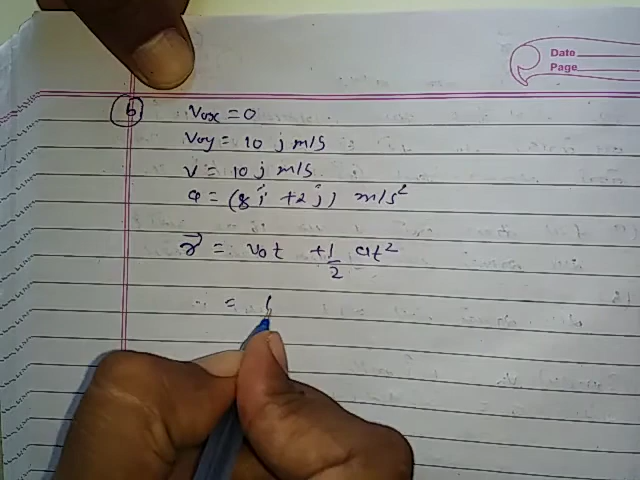 Date
Page
(6) Vox = 0
Voy = 10 j m/s
V = 10 j m/s
a = (8 i + 2 j) m/s²
r⃗ = v₀t + 1/2 at²
= (